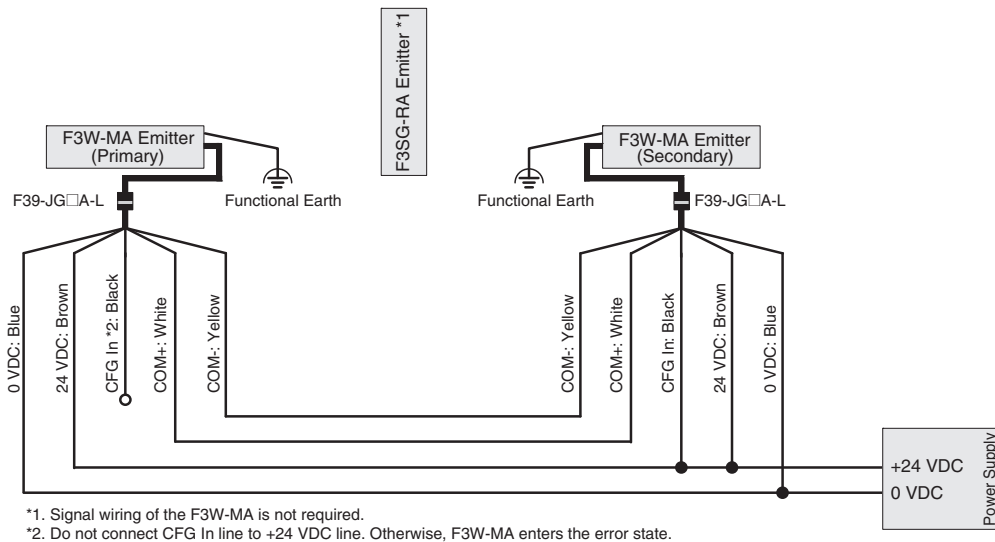 F3SG-RA Emitter *1
F3W-MA Emitter
(Primary)
F3W-MA Emitter
(Secondary)
F39-JG□A-L
Functional Earth
Functional Earth
F39-JG□A-L
0 VDC: Blue
24 VDC: Brown
CFG In *2: Black
COM+: White
COM-: Yellow
COM-: Yellow
COM+: White
CFG In: Black
24 VDC: Brown
0 VDC: Blue
+24 VDC
0 VDC
Power Supply
*1. Signal wiring of the F3W-MA is not required.
*2. Do not connect CFG In line to +24 VDC line. Otherwise, F3W-MA enters the error state.